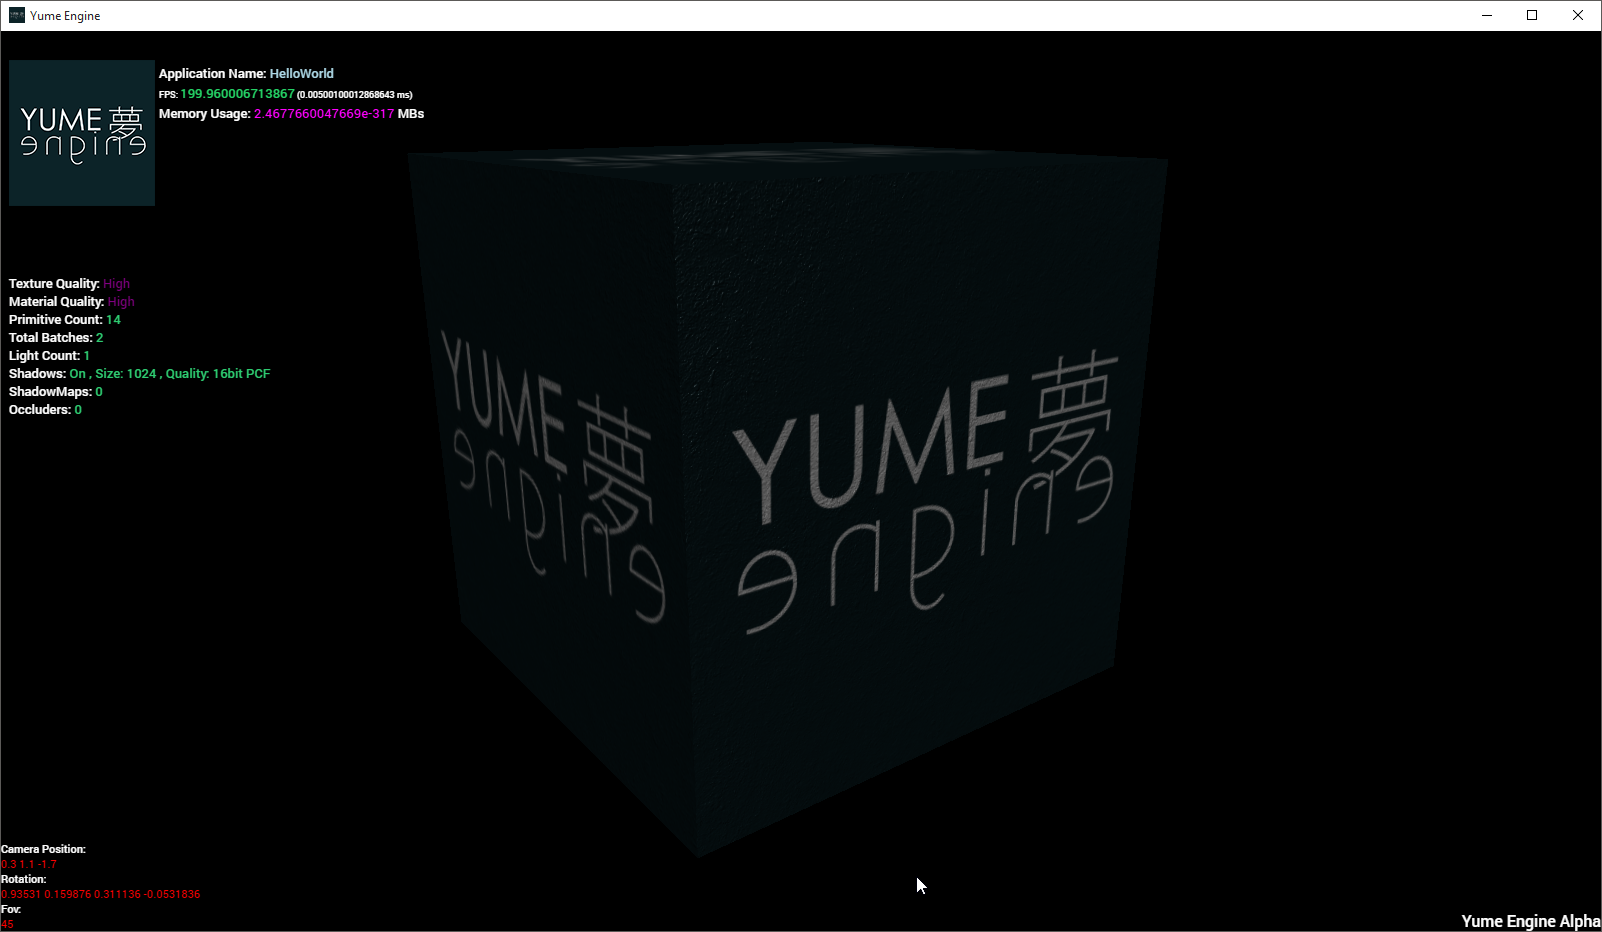 Yume Engine
YUME 夢
engine
Application Name: HelloWorld
FPS: 199.960006713867 (0.00500100012868643 ms)
Memory Usage: 2.4677660047669e-317 MBs
Texture Quality: High
Material Quality: High
Primitive Count: 14
Total Batches: 2
Light Count: 1
Shadows: On , Size: 1024 , Quality: 16bit PCF
ShadowMaps: 0
Occluders: 0
YUME 夢
engine
YUME 夢
engine
Camera Position:
0.3 1.1 -1.7
Rotation:
0.93531 0.159876 0.311136 -0.0531836
Fov:
45
Yume Engine Alpha